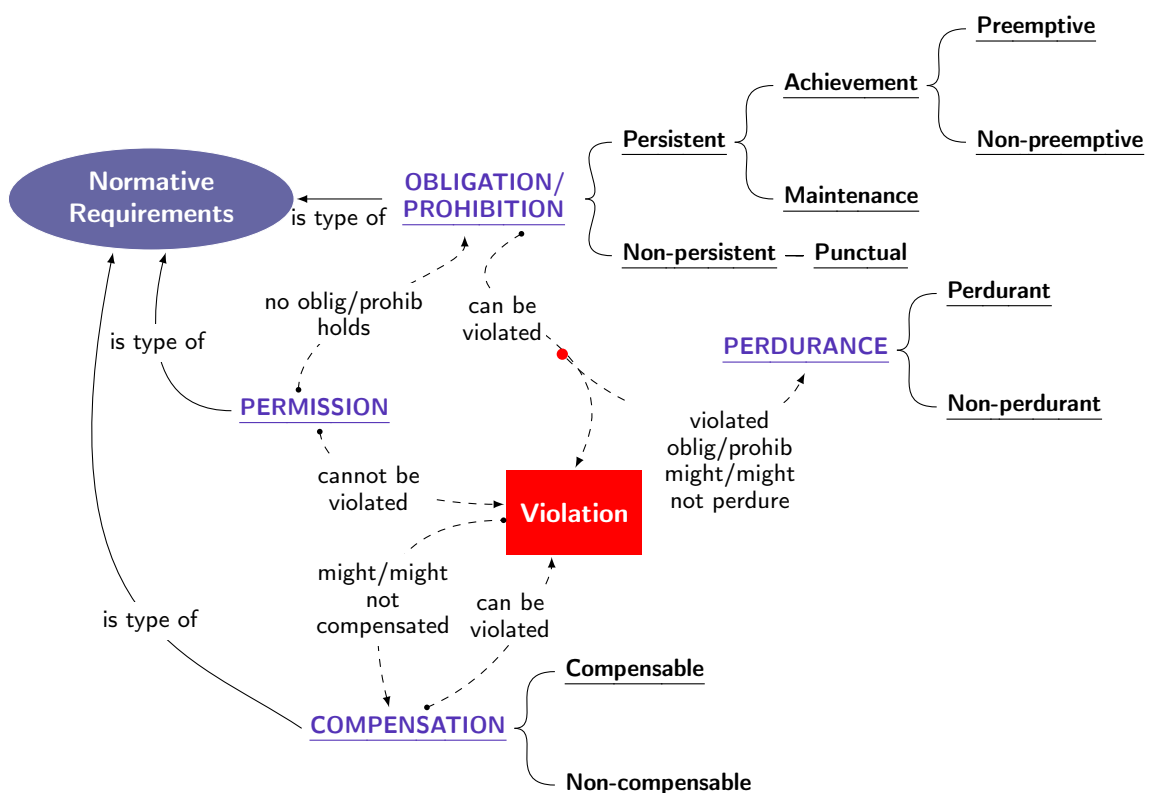 Preemptive
Achievement
Persistent
Non-preemptive
Normative
Requirements
OBLIGATION/
PROHIBITION
is type of
Maintenance
Non-persistent
Punctual
no oblig/prohib
holds
can be
violated
Perdurant
is type of
PERDURANCE
PERMISSION
Non-perdurant
violated
oblig/prohib
might/might
not perdure
cannot be
violated
Violation
might/might
not
compensated
can be
violated
is type of
Compensable
COMPENSATION
Non-compensable